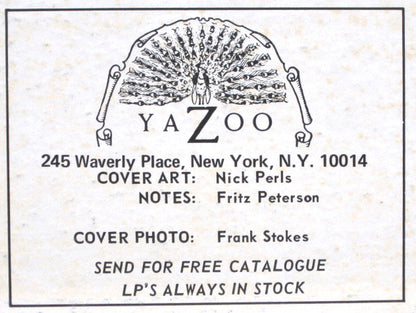 YAZOO
245 Waverly Place, New York, N.Y. 10014
COVER ART: Nick Perls
NOTES: Fritz Peterson
COVER PHOTO: Frank Stokes
SEND FOR FREE CATALOGUE
LP'S ALWAYS IN STOCK